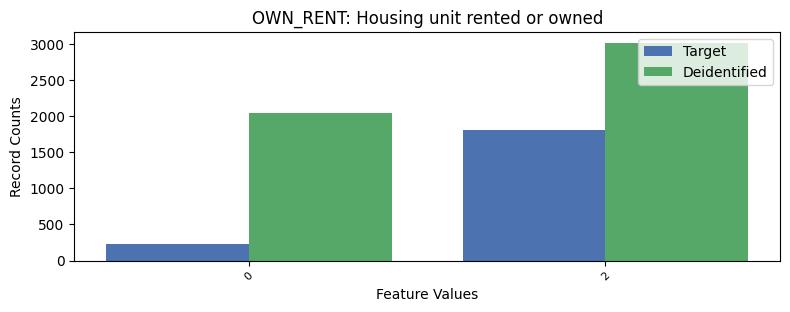 OWN_RENT: Housing unit rented or owned
Record Counts
3000
2500
2000
1500
1000
500
0
Target
Deidentified
0
2
Feature Values